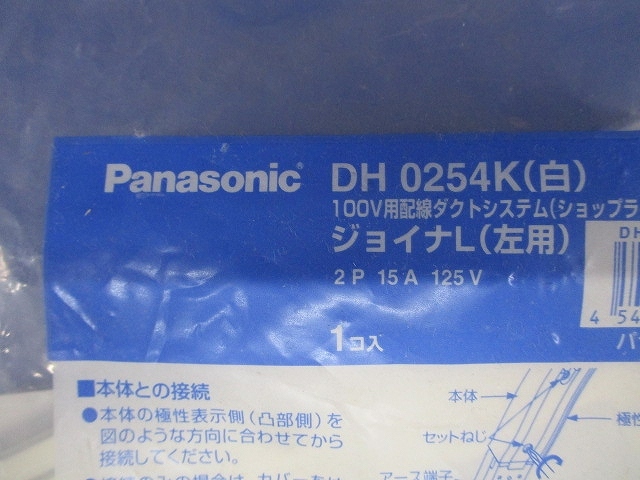 Panasonic
DH 0254K(白)
100V用配線ダクトシステム(ショップラ
ジョイナL(左用)
2P 15A 125V
DH
4 54
1コ入
パ
■本体との接続
●本体の極性表示側(凸部側)を
図のような方向に合わせてから
接続してください。
本体
極性
セットねじ
アース端子